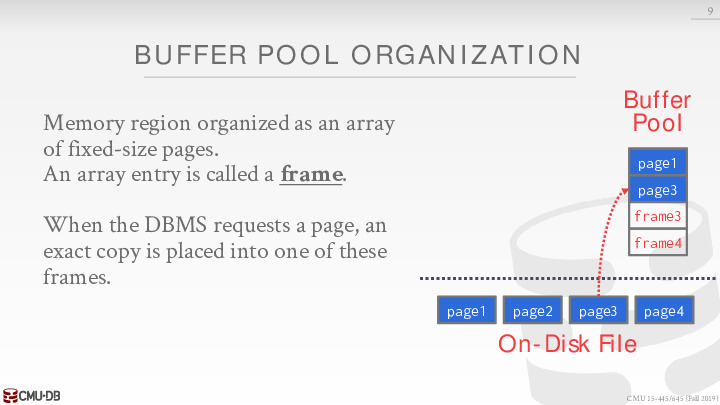 9
BUFFER POOL ORGANIZATION
Memory region organized as an array
of fixed-size pages.
An array entry is called a frame.
When the DBMS requests a page, an
exact copy is placed into one of these
frames.
Buffer
Pool
page1
page3
frame3
frame4
page1 page2 page3 page4
On-Disk File
CMU·DB
CMU 15-445/645 (Fall 2019)